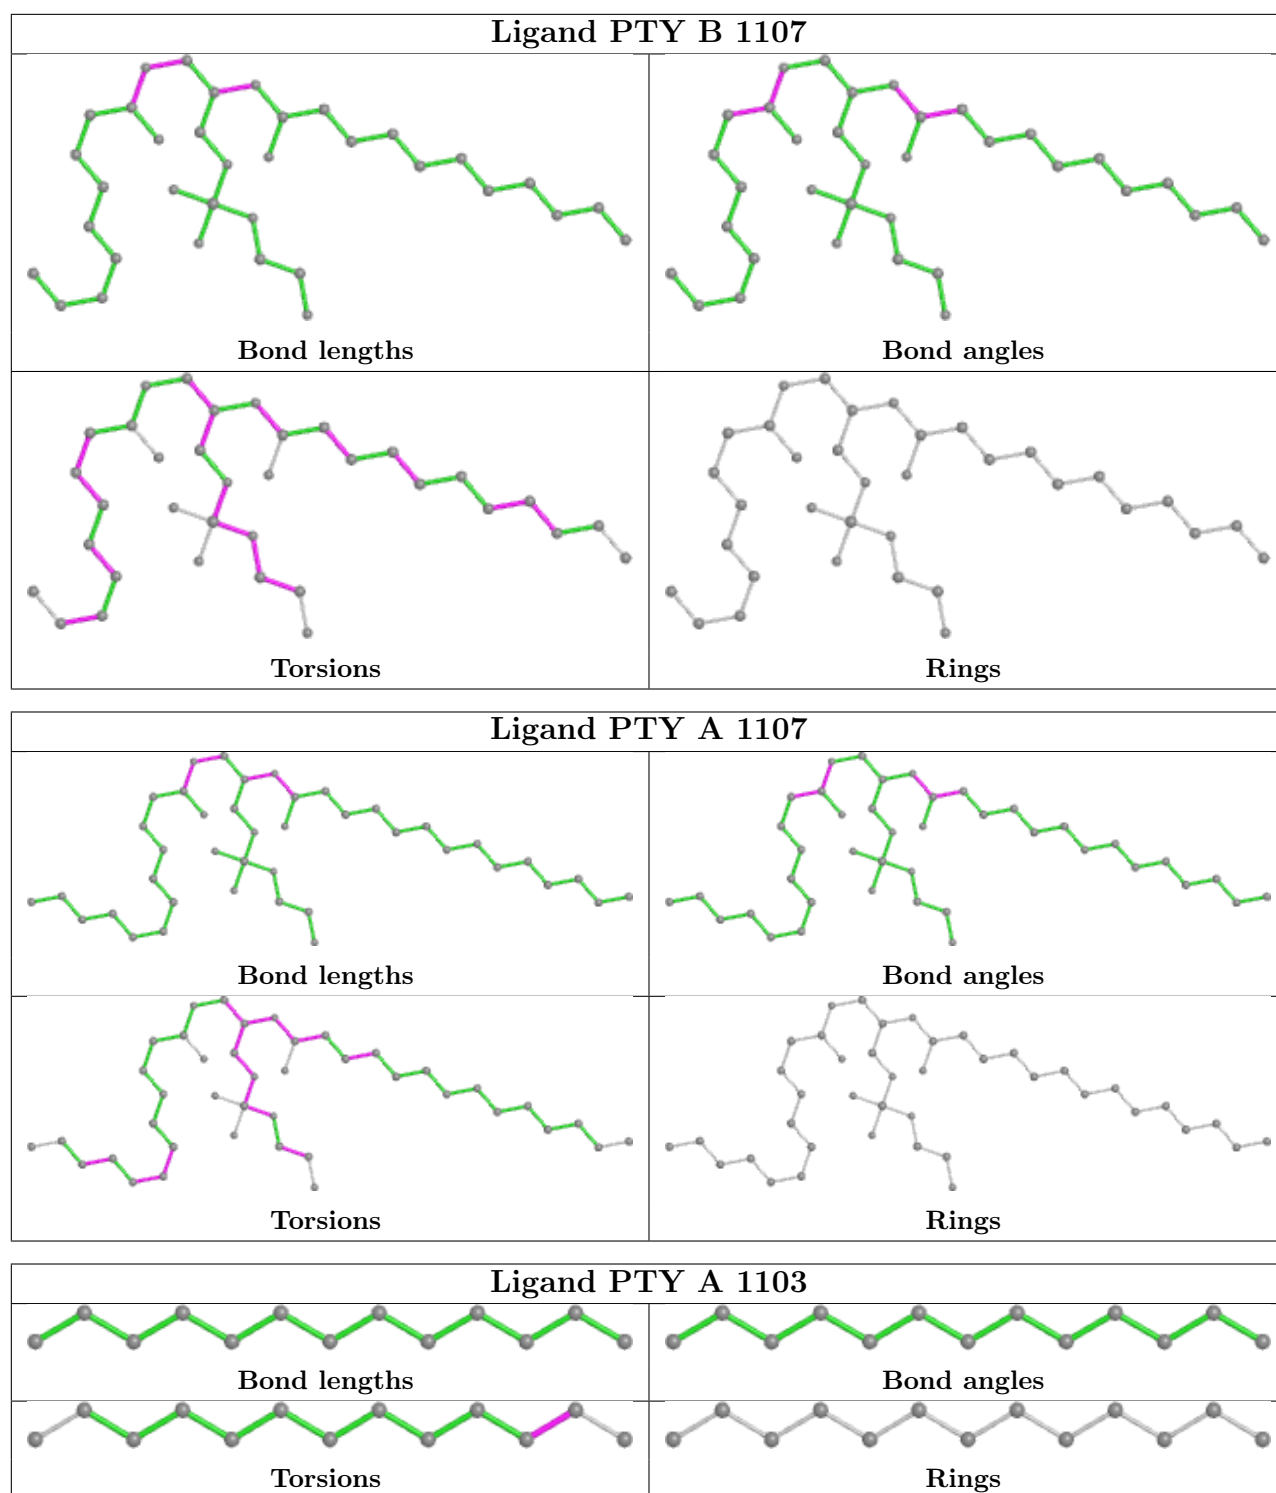 Ligand PTY B 1107
Bond lengths
Bond angles
Torsions
Rings
Ligand PTY A 1107
Bond lengths
Bond angles
Torsions
Rings
Ligand PTY A 1103
Bond lengths
Bond angles
Torsions
Rings